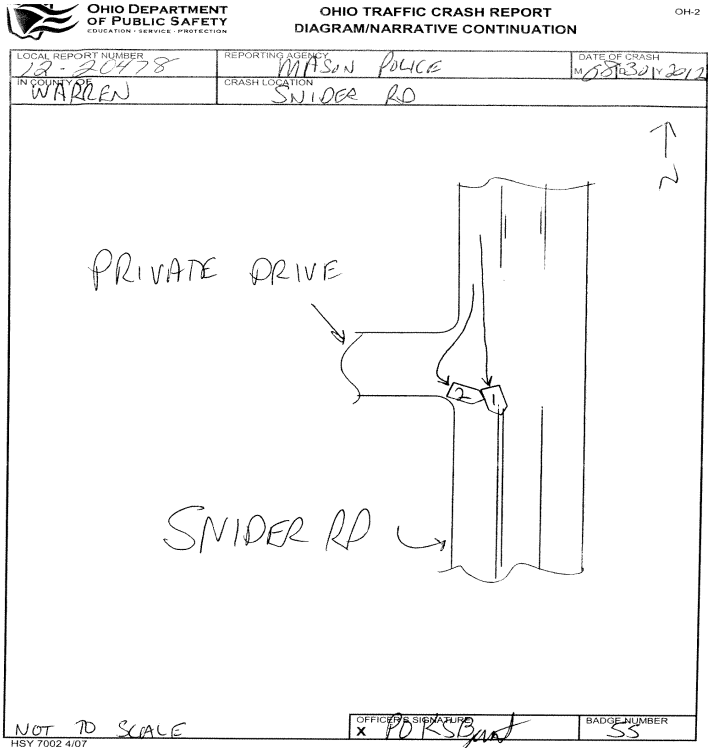 OHIO DEPARTMENT
OF PUBLIC SAFETY
EDUCATION · SERVICE · PROTECTION
OHIO TRAFFIC CRASH REPORT
DIAGRAM/NARRATIVE CONTINUATION
OH-2
LOCAL REPORT NUMBER
12-20478
REPORTING AGENCY
MASON POLICE
DATE OF CRASH
M 08 D 30 Y 2012
IN COUNTY OF
WARREN
CRASH LOCATION
SNIDER RD
N
PRIVATE DRIVE
2 1
SNIDER RD
NOT TO SCALE
OFFICER'S SIGNATURE
X PO KS
BADGE NUMBER
55
HSY 7002 4/07